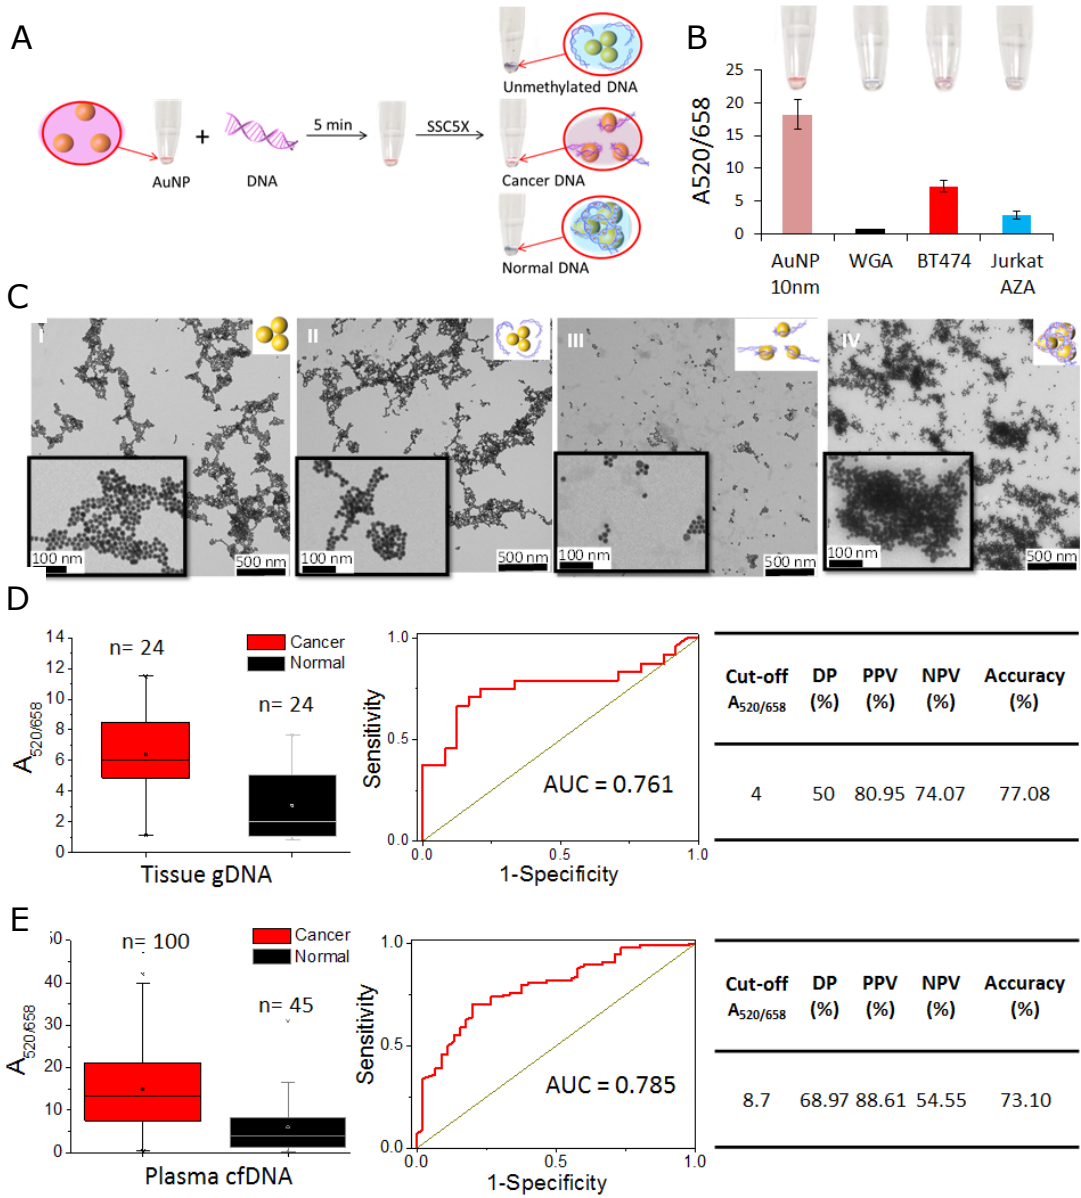 A
Unmethylated DNA
5 min
SSC5X
+
AuNP
DNA
Cancer DNA
Normal DNA
B
A520/658
25
20
15
10
5
0
AuNP
10nm
WGA
BT474
Jurkat
AZA
C
I
100 nm
500 nm
II
100 nm
500 nm
III
100 nm
500 nm
IV
100 nm
500 nm
D
A520/658
14
12
10
8
6
4
2
0
n= 24
n= 24
Cancer
Normal
Tissue gDNA
Sensitivity
1.0
0.5
0.0
AUC = 0.761
0.0 0.5 1.0
1-Specificity
Cut-off DP PPV NPV Accuracy
A520/658 (%) (%) (%) (%)
4 50 80.95 74.07 77.08
E
A520/658
50
40
30
20
10
0
n= 100
n= 45
Cancer
Normal
Plasma cfDNA
Sensitivity
1.0
0.5
0.0
AUC = 0.785
0.0 0.5 1.0
1-Specificity
Cut-off DP PPV NPV Accuracy
A520/658 (%) (%) (%) (%)
8.7 68.97 88.61 54.55 73.10